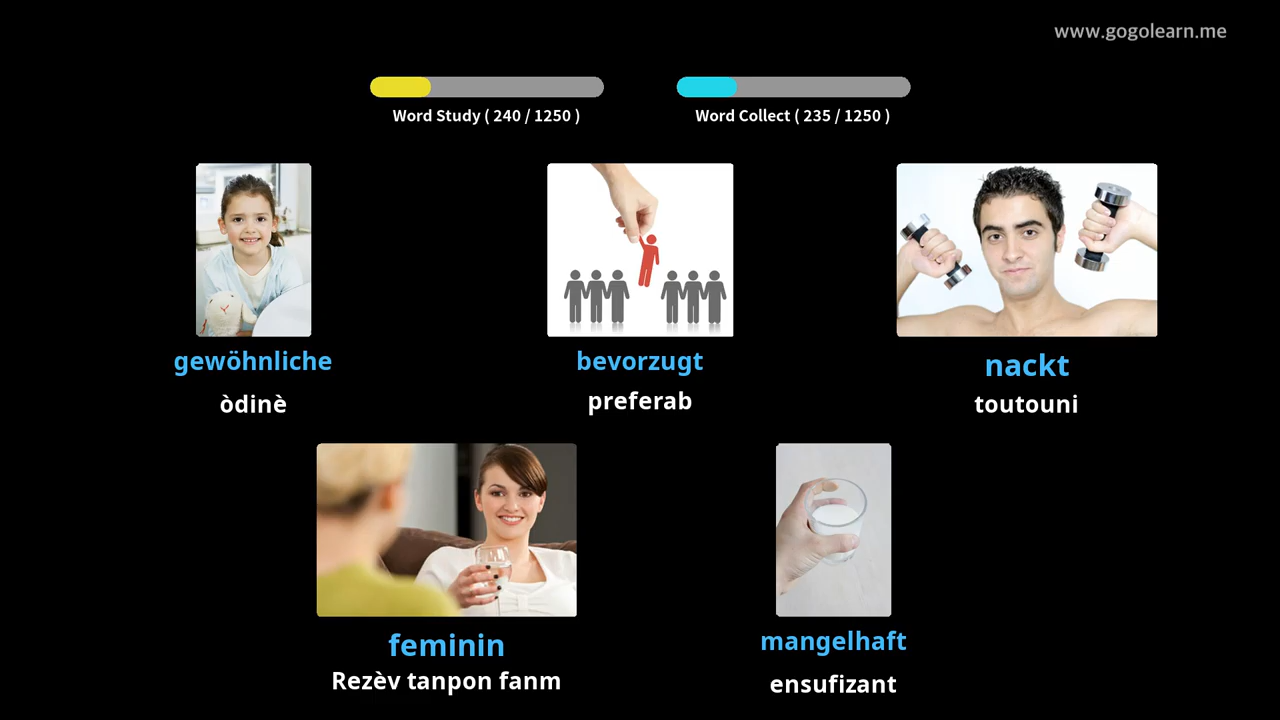 www.gogolearn.me
Word Study ( 240 / 1250 )
Word Collect ( 235 / 1250 )
gewöhnliche
bevorzugt
nackt
òdinè
preferab
toutouni
feminin
mangelhaft
Rezèv tanpon fanm
ensufizant